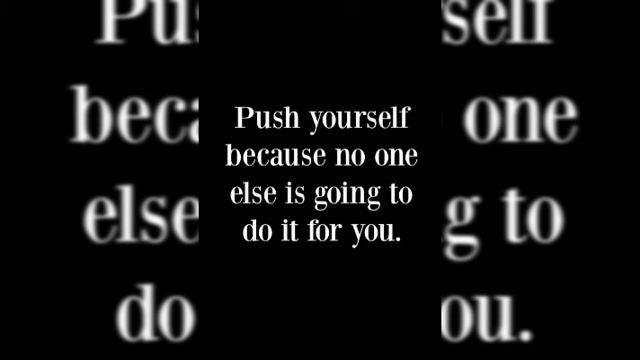 Push yourself
because no one
else is going to
do it for you.